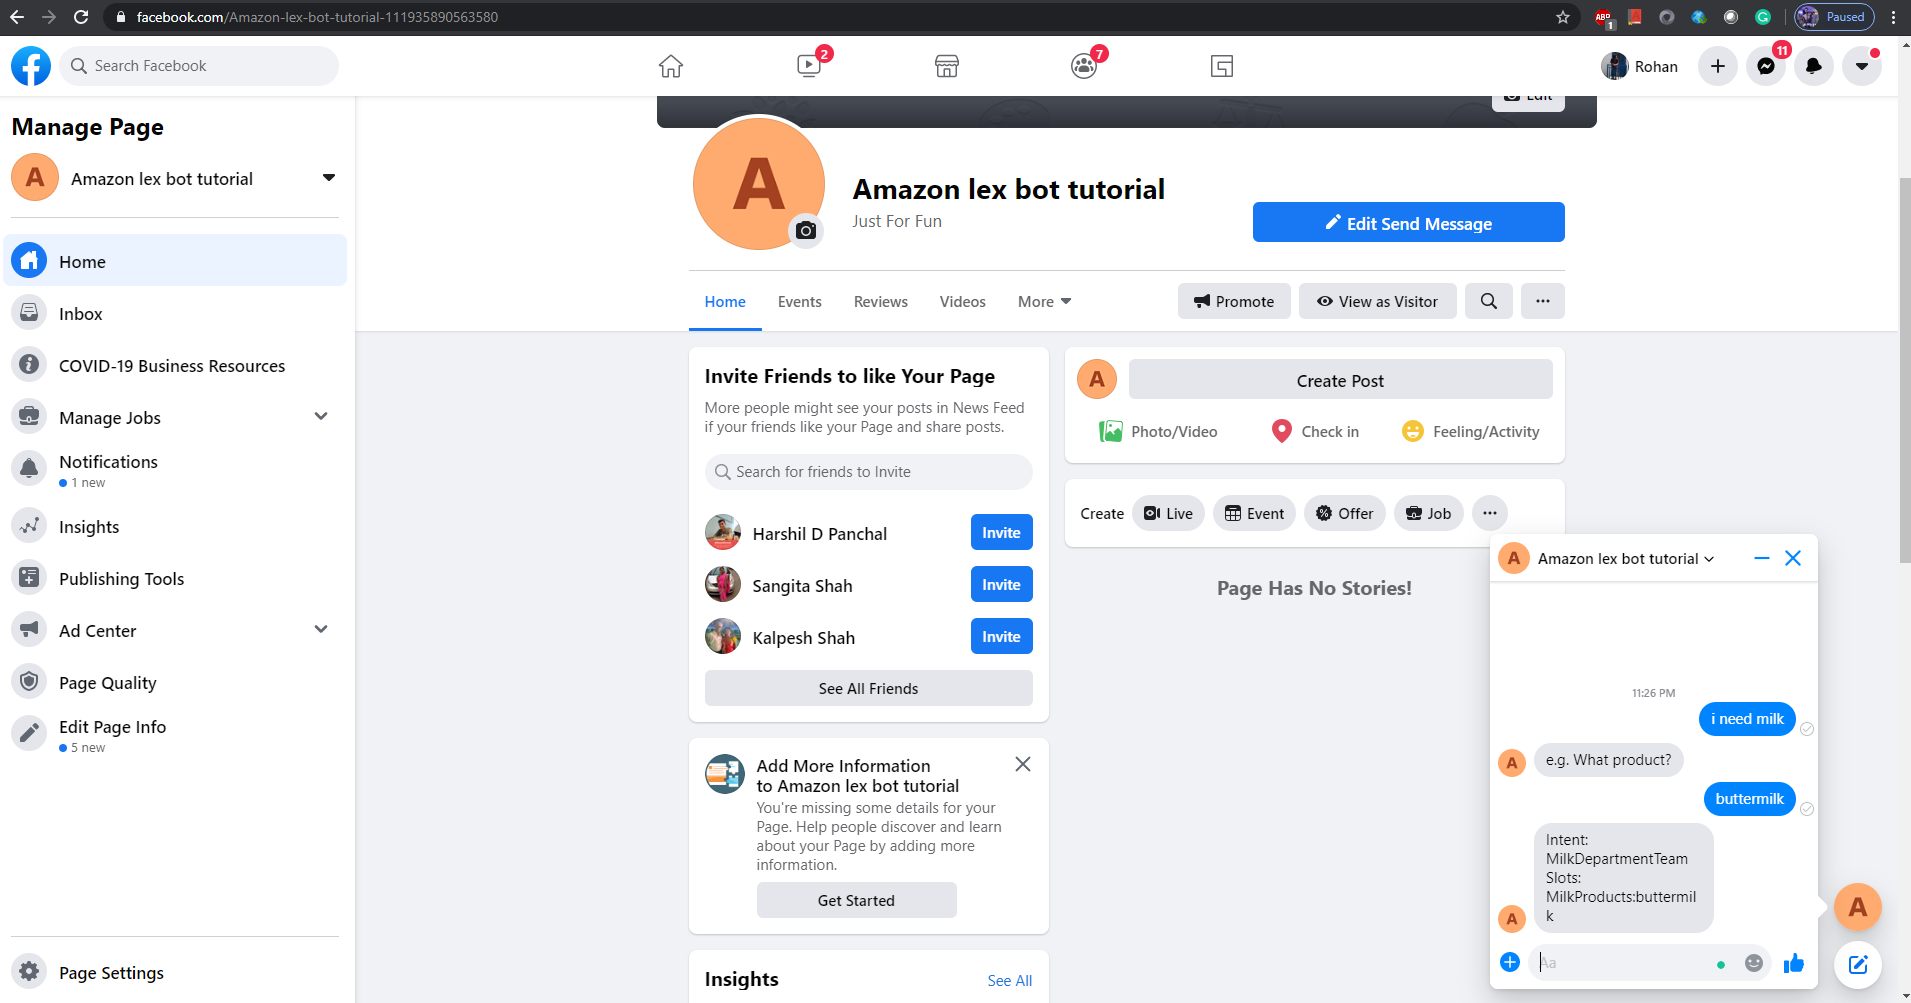 facebook.com/Amazon-lex-bot-tutorial-111935890563580
ABP
1
Paused
Search Facebook
2
7
Rohan
11
Manage Page
A
Amazon lex bot tutorial
Home
Inbox
COVID-19 Business Resources
Manage Jobs
Notifications
1 new
Insights
Publishing Tools
Ad Center
Page Quality
Edit Page Info
5 new
Page Settings
Edit
A
Amazon lex bot tutorial
Just For Fun
Edit Send Message
Home
Events
Reviews
Videos
More
Promote
View as Visitor
Invite Friends to like Your Page
More people might see your posts in News Feed
if your friends like your Page and share posts.
Search for friends to Invite
Harshil D Panchal
Invite
Sangita Shah
Invite
Kalpesh Shah
Invite
See All Friends
Add More Information
to Amazon lex bot tutorial
You're missing some details for your
Page. Help people discover and learn
about your Page by adding more
information.
Get Started
Insights
See All
A
Create Post
Photo/Video
Check in
Feeling/Activity
Create
Live
Event
Offer
Job
Page Has No Stories!
A
Amazon lex bot tutorial
11:26 PM
i need milk
A
e.g. What product?
buttermilk
Intent:
MilkDepartmentTeam
Slots:
MilkProducts:buttermil
k
A
Aa
A